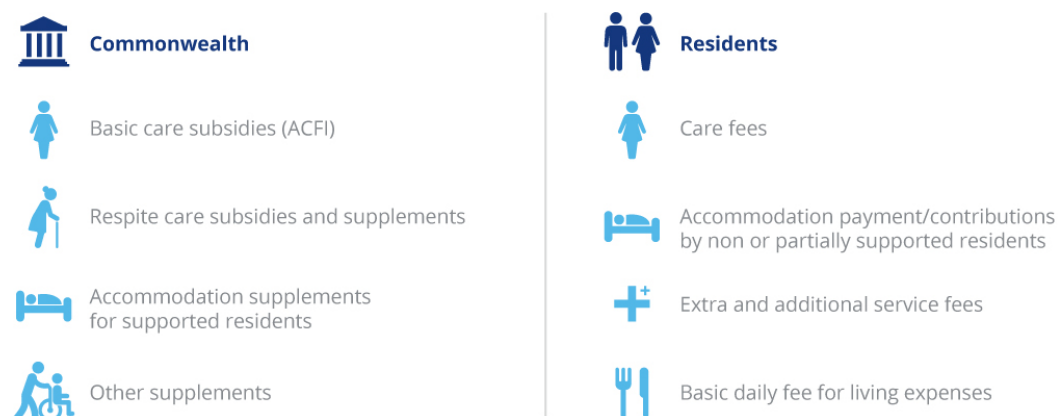 Commonwealth
Basic care subsidies (ACFI)
Respite care subsidies and supplements
Accommodation supplements
for supported residents
Other supplements
Residents
Care fees
Accommodation payment/contributions
by non or partially supported residents
Extra and additional service fees
Basic daily fee for living expenses